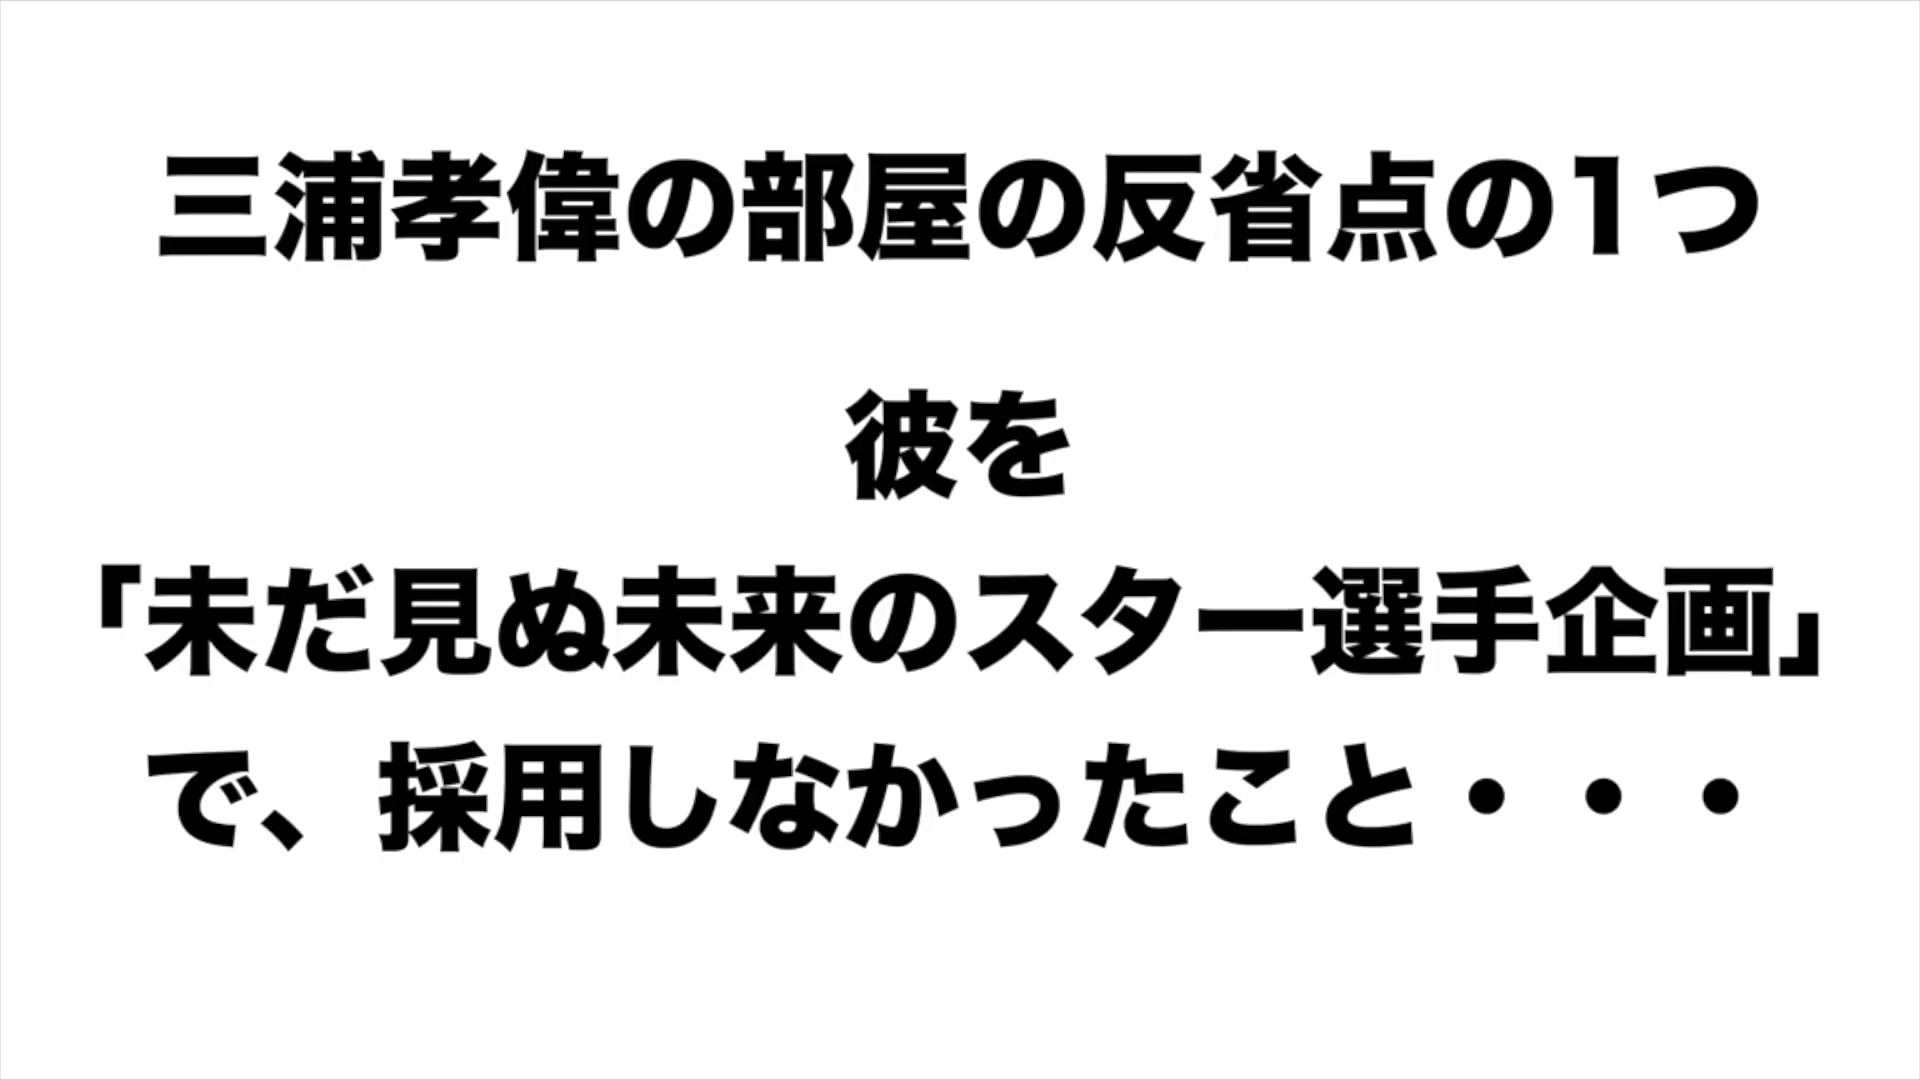 三浦孝偉の部屋の反省点の1つ
彼を
「未だ見ぬ未来のスター選手企画」
で、採用しなかったこと・・・